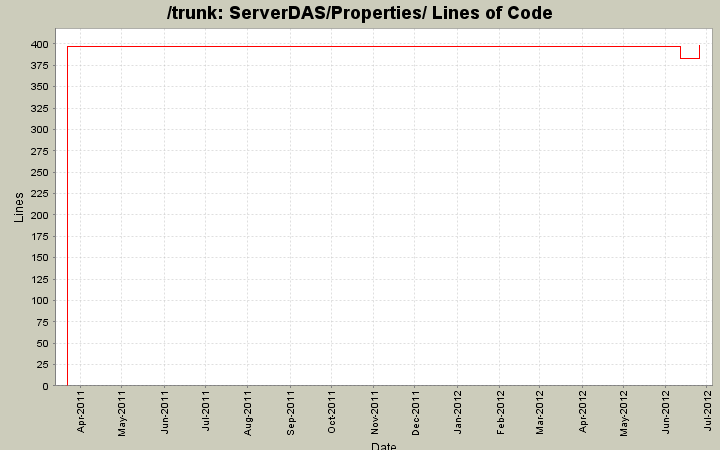 /trunk: ServerDAS/Properties/ Lines of Code
Lines
400
375
350
325
300
275
250
225
200
175
150
125
100
75
50
25
0
Apr-2011
May-2011
Jun-2011
Jul-2011
Aug-2011
Sep-2011
Oct-2011
Nov-2011
Dec-2011
Jan-2012
Feb-2012
Mar-2012
Apr-2012
May-2012
Jun-2012
Jul-2012
Date